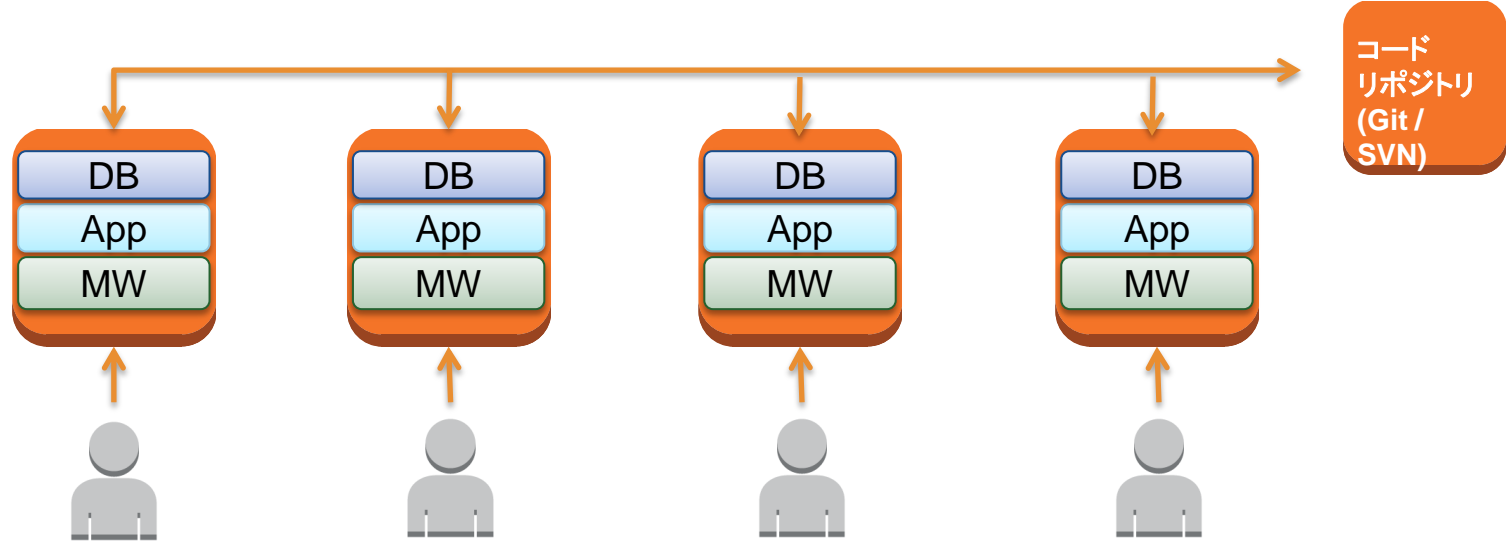 コード
リポジトリ
(Git /
SVN)
DB
App
MW
DB
App
MW
DB
App
MW
DB
App
MW